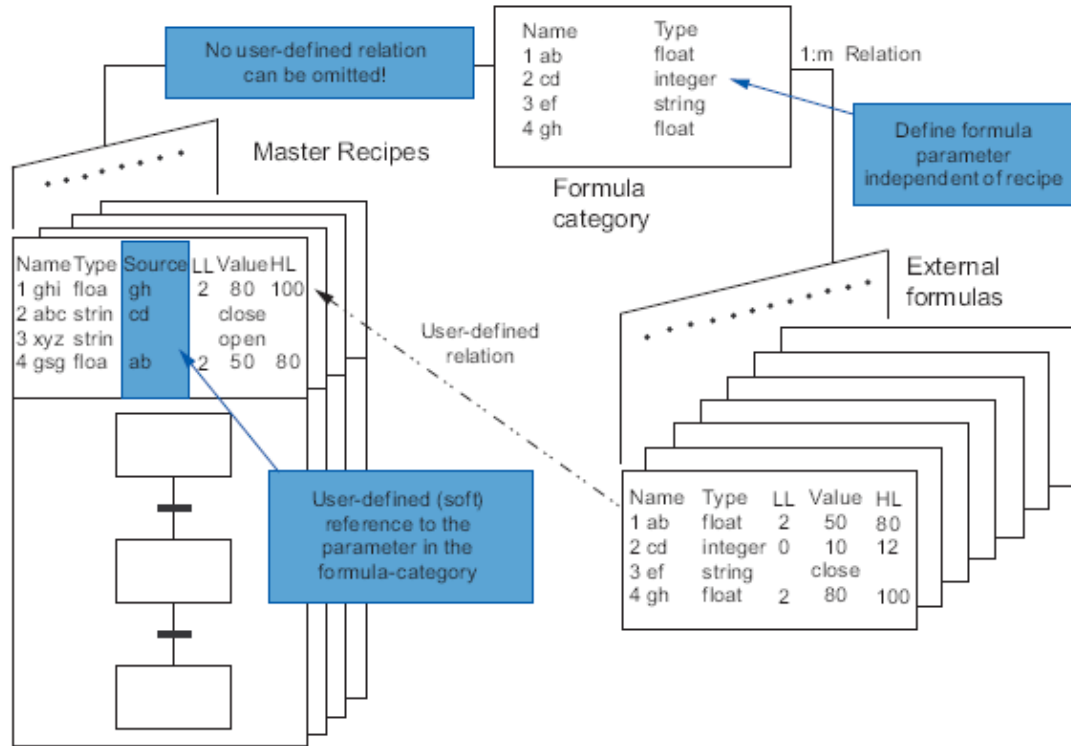 No user-defined relation
can be omitted!
Name Type
1 ab float
2 cd integer
3 ef string
4 gh float
1:m Relation
Define formula
parameter
independent of recipe
Formula
category
Master Recipes
Name Type Source LL Value HL
1 ghi floa gh 2 80 100
2 abc strin cd close
3 xyz strin open
4 gsg floa ab 2 50 80
External
formulas
User-defined
relation
User-defined (soft)
reference to the
parameter in the
formula-category
Name Type LL Value HL
1 ab float 2 50 80
2 cd integer 0 10 12
3 ef string close
4 gh float 2 80 100